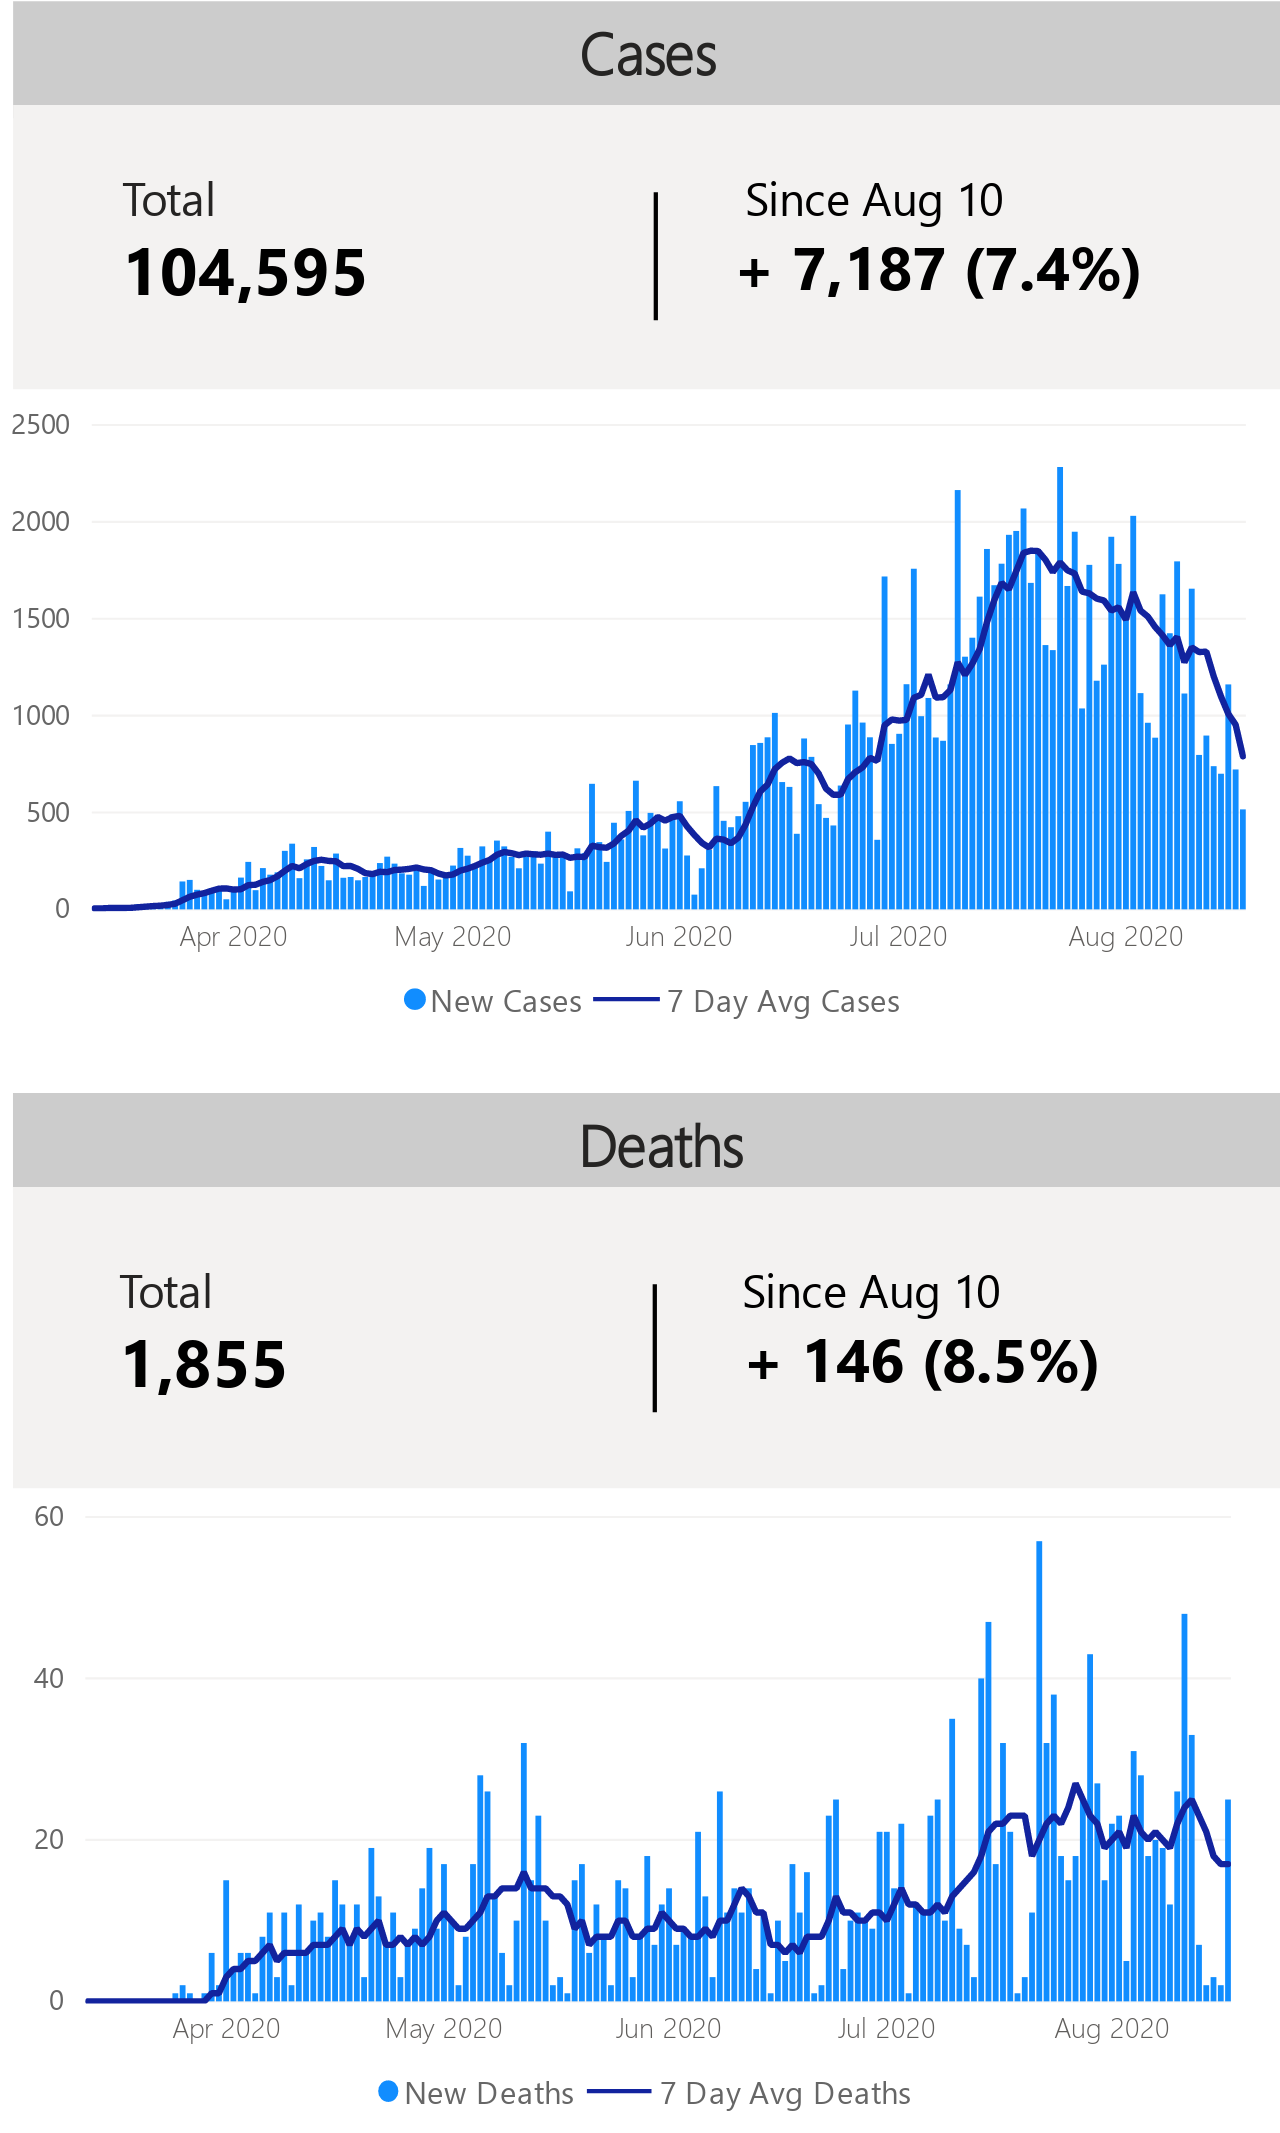 Cases
Total
Since Aug 10
104,595
+ 7,187 (7.4%)
2500
2000
1500
1000
500
0
Apr 2020
May 2020
Jun 2020
Jul 2020
Aug 2020
New Cases
7 Day Avg Cases
Deaths
Total
Since Aug 10
1,855
+ 146 (8.5%)
60
40
20
0
Apr 2020
May 2020
Jun 2020
Jul 2020
Aug 2020
New Deaths
7 Day Avg Deaths